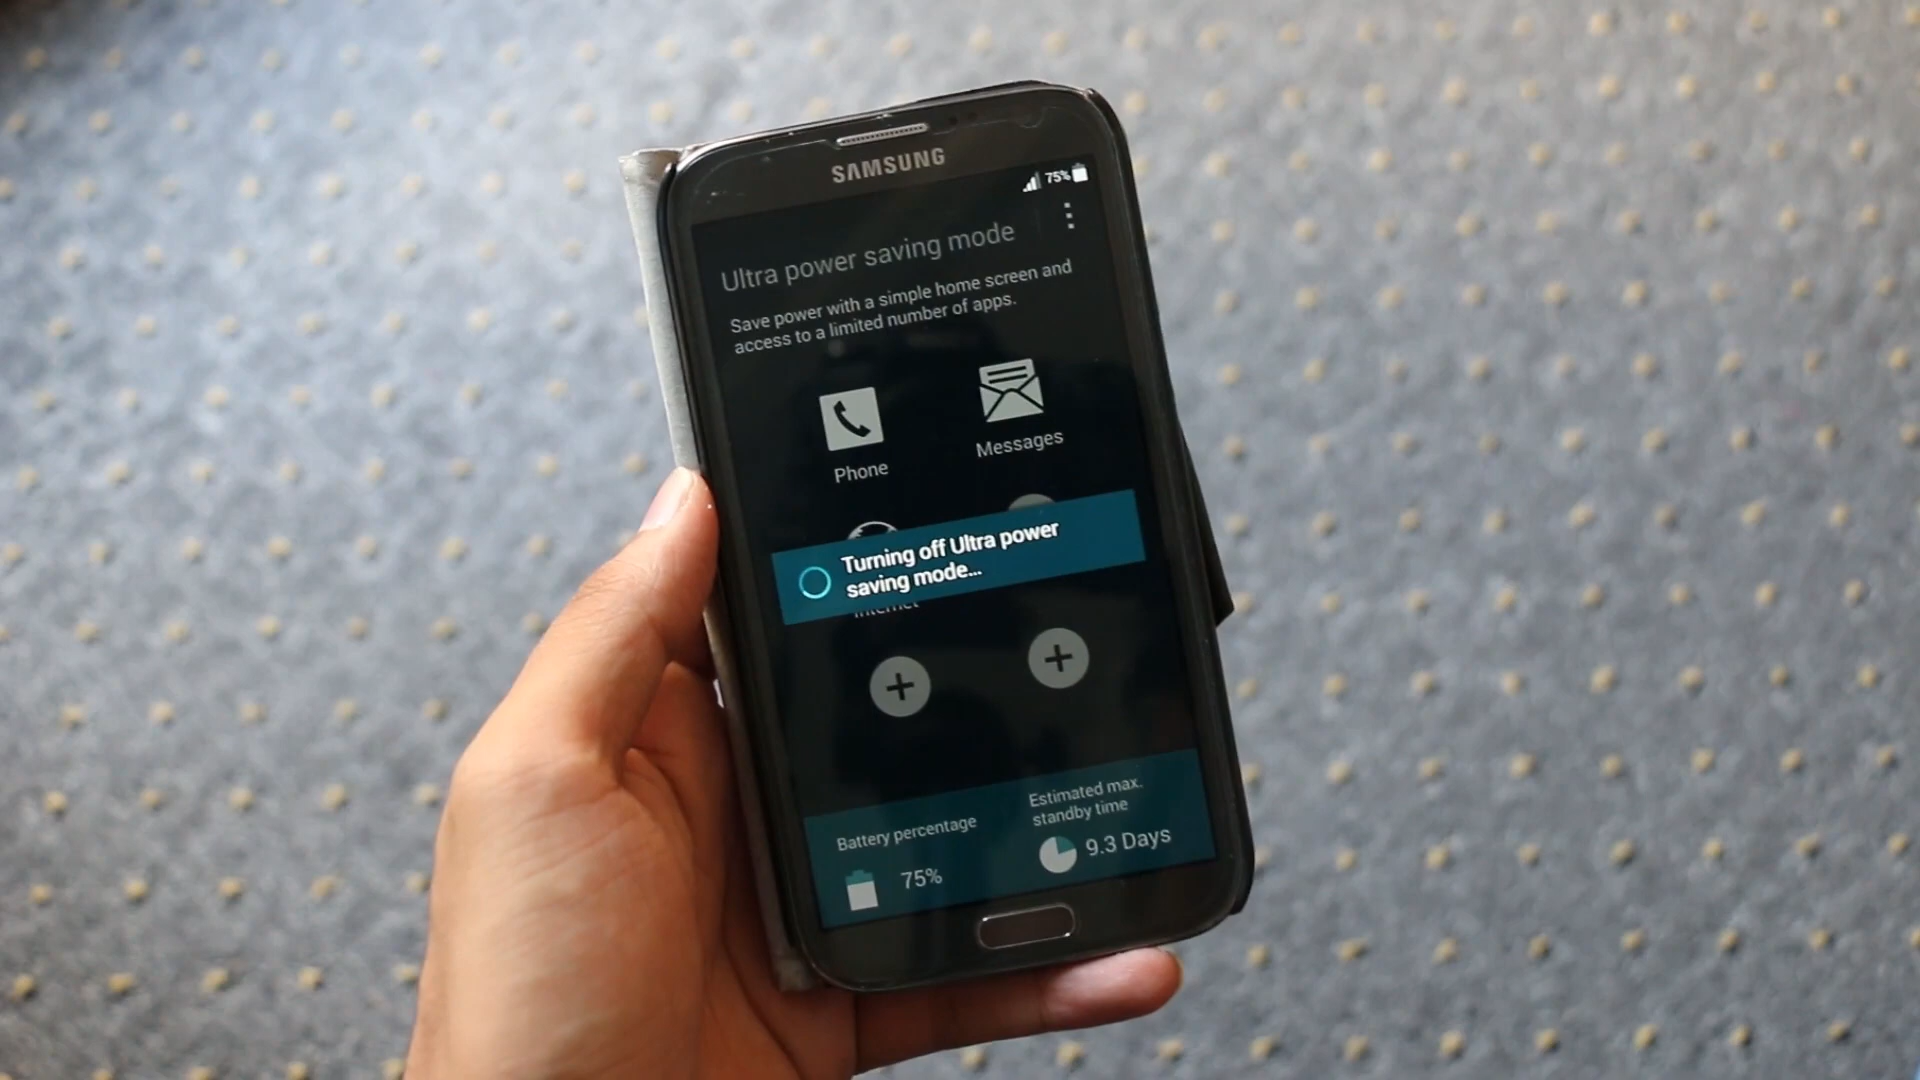 SAMSUNG
75%
Ultra power saving mode
Save power with a simple home screen and
access to a limited number of apps.
Phone
Messages
Turning off Ultra power
saving mode...
Internet
Battery percentage
75%
Estimated max.
standby time
9.3 Days